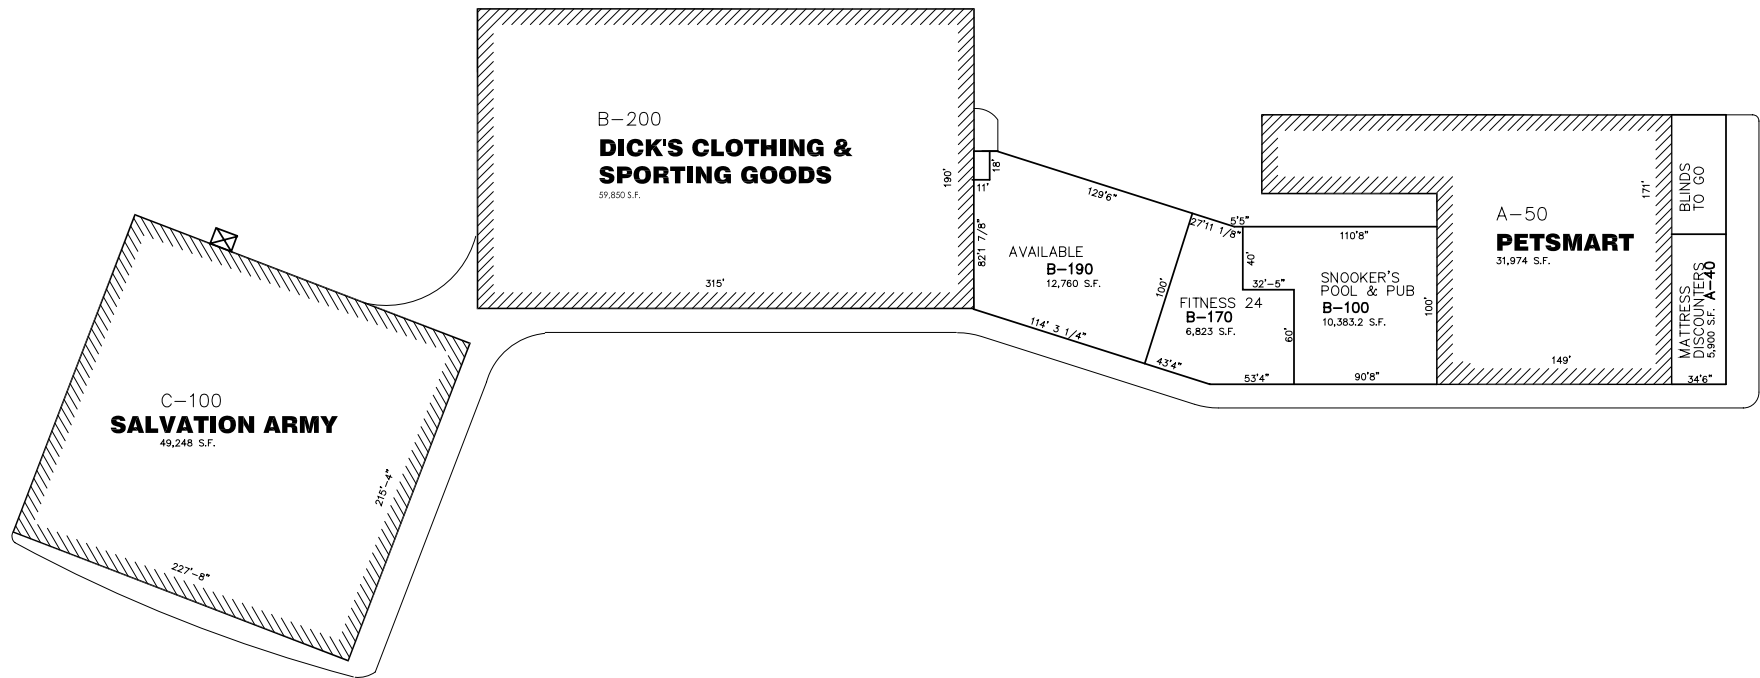 B-200
DICK'S CLOTHING &
SPORTING GOODS
59,850 S.F.
190'
315'
18'
11'
82'1 7/8"
129'6"
AVAILABLE
B-190
12,760 S.F.
114' 3 1/4"
100'
27'11 1/8"
5'5"
40'
32'-5"
FITNESS 24
B-170
6,823 S.F.
60'
43'4"
53'4"
110'8"
SNOOKER'S
POOL & PUB
B-100
10,383.2 S.F.
100'
90'8"
A-50
PETSMART
31,974 S.F.
171'
149'
BLINDS
TO GO
MATTRESS
DISCOUNTERS
5,900 S.F. A-40
34'6"
C-100
SALVATION ARMY
49,248 S.F.
215'-4"
227'-8"